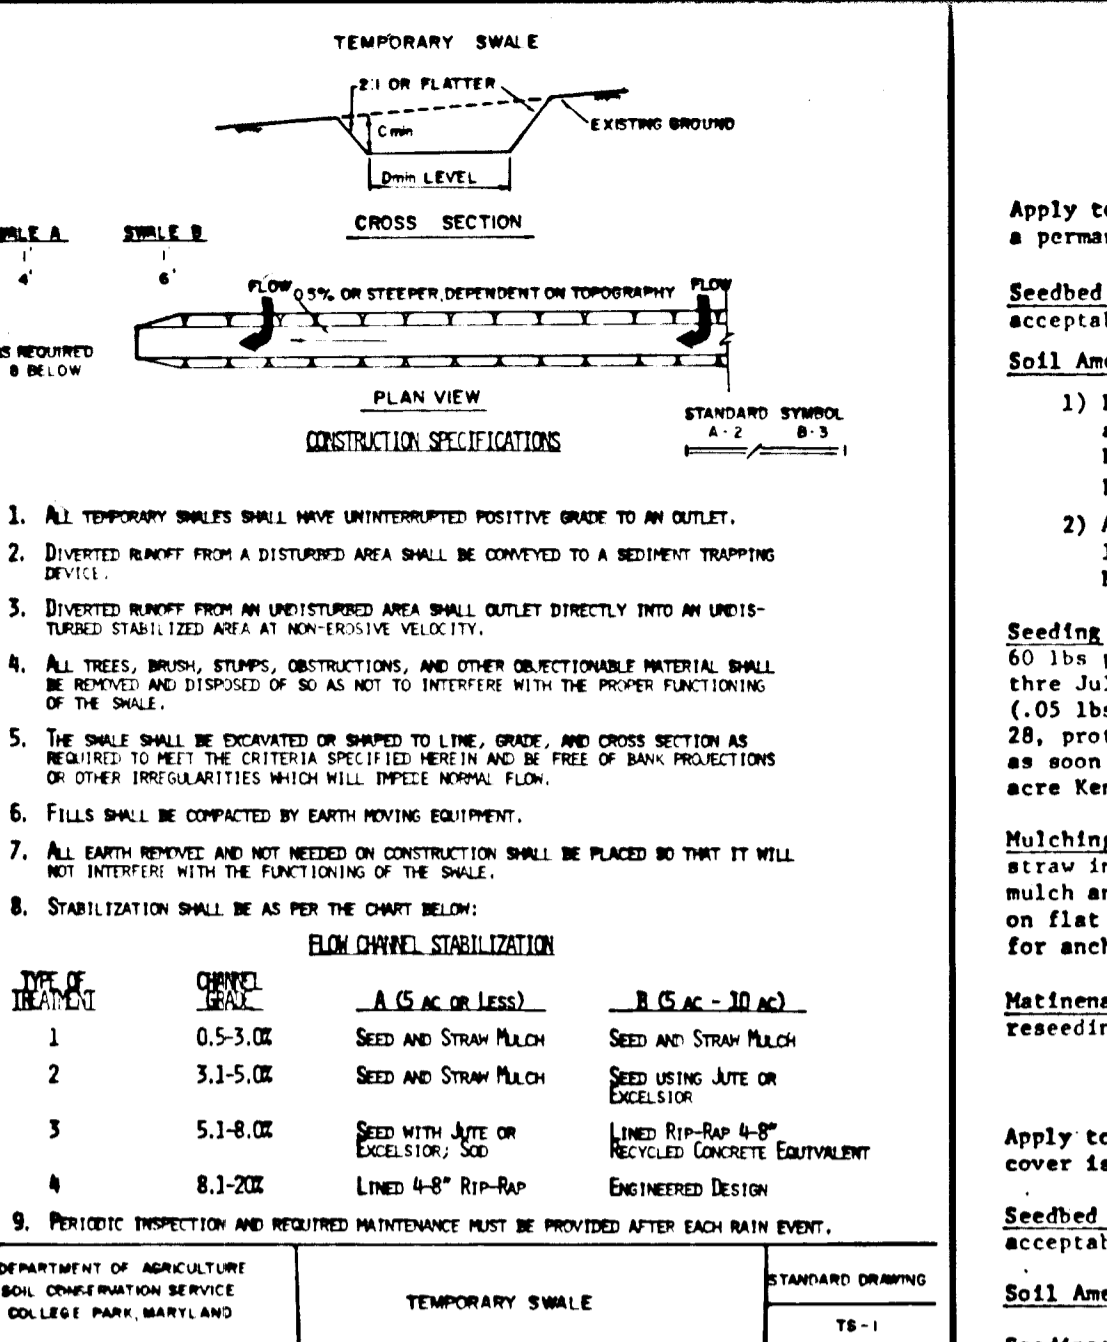 TEMPORARY SWALE
2:1 OR FLATTER
C min
EXISTING GROUND
Dmin LEVEL
CROSS SECTION
SWALE B
1'
1'
4'
6'
FLOW
0.5% OR STEEPER, DEPENDENT ON TOPOGRAPHY
FLOW
REQUIRED
BELOW
PLAN VIEW
STANDARD SYMBOL
A-2 B-3
CONSTRUCTION SPECIFICATIONS
1. ALL TEMPORARY SWALES SHALL HAVE UNINTERRUPTED POSITIVE GRADE TO AN OUTLET.
2. DIVERTED RUNOFF FROM A DISTURBED AREA SHALL BE CONVEYED TO A SEDIMENT TRAPPING
DEVICE.
3. DIVERTED RUNOFF FROM AN UNDISTURBED AREA SHALL OUTLET DIRECTLY INTO AN UNDIS-
TURBED STABILIZED AREA AT NON-EROSIVE VELOCITY.
4. ALL TREES, BRUSH, STUMPS, OBSTRUCTIONS, AND OTHER OBJECTIONABLE MATERIAL SHALL
BE REMOVED AND DISPOSED OF SO AS NOT TO INTERFERE WITH THE PROPER FUNCTIONING
OF THE SWALE.
5. THE SWALE SHALL BE EXCAVATED OR SHAPED TO LINE, GRADE, AND CROSS SECTION AS
REQUIRED TO MEET THE CRITERIA SPECIFIED HEREIN AND BE FREE OF BANK PROJECTIONS
OR OTHER IRREGULARITIES WHICH WILL IMPEDE NORMAL FLOW.
6. FILLS SHALL BE COMPACTED BY EARTH MOVING EQUIPMENT.
7. ALL EARTH REMOVED AND NOT NEEDED ON CONSTRUCTION SHALL BE PLACED SO THAT IT WILL
NOT INTERFERE WITH THE FUNCTIONING OF THE SWALE.
8. STABILIZATION SHALL BE AS PER THE CHART BELOW:
FLOW CHANNEL STABILIZATION
TYPE OF TREATMENT CHANNEL GRADE A (5 AC OR LESS) B (5 AC - 10 AC)
1 0.5-3.0% SEED AND STRAW MULCH SEED AND STRAW MULCH
2 3.1-5.0% SEED AND STRAW MULCH SEED USING JUTE OR
EXCELSIOR
3 5.1-8.0% SEED WITH JUTE OR LINED RIP-RAP 4-8"
EXCELSIOR; SOD RECYCLED CONCRETE EQUIVALENT
4 8.1-20% LINED 4-8" RIP-RAP ENGINEERED DESIGN
9. PERIODIC INSPECTION AND REQUIRED MAINTENANCE MUST BE PROVIDED AFTER EACH RAIN EVENT.
DEPARTMENT OF AGRICULTURE
SOIL CONSERVATION SERVICE
COLLEGE PARK, MARYLAND
TEMPORARY SWALE
STANDARD DRAWING
TS-1
Apply
a
Seedbed
Soil
1)
2)
Seeding
60 lbs
thre
(.05
28,
as soon
acre
Mulching
straw
mulch
on flat
for
reseedin
Apply
cover
Seedbed
Soil